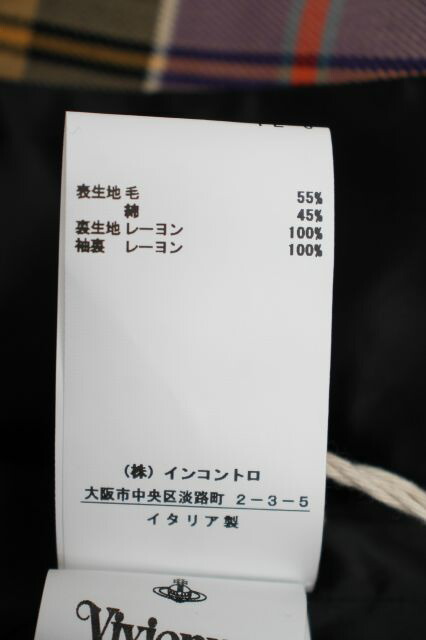 表生地 毛 55%
綿 45%
裏生地 レーヨン 100%
袖裏 レーヨン 100%
(株) インコントロ
大阪市中央区淡路町 2-3-5
イタリア製